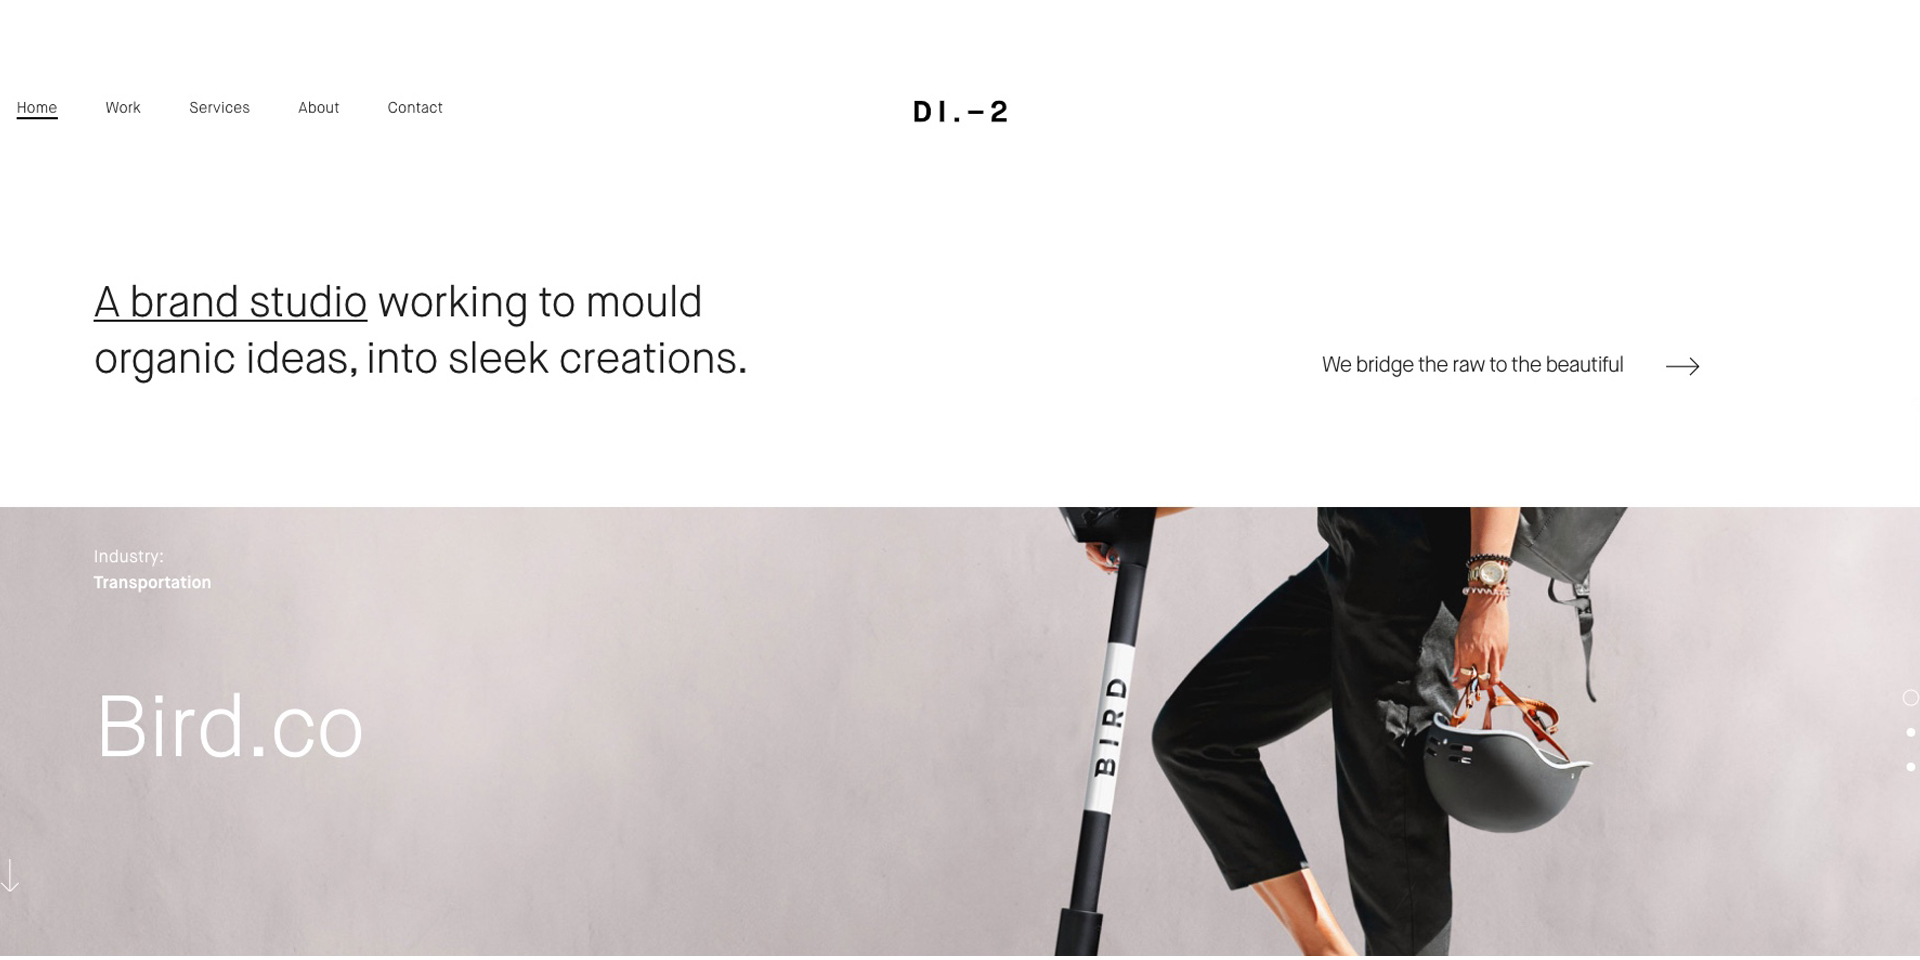 Home Work Services About Contact
DI.–2
A brand studio working to mould
organic ideas, into sleek creations.
We bridge the raw to the beautiful
Industry:
Transportation
Bird.co
BIRD